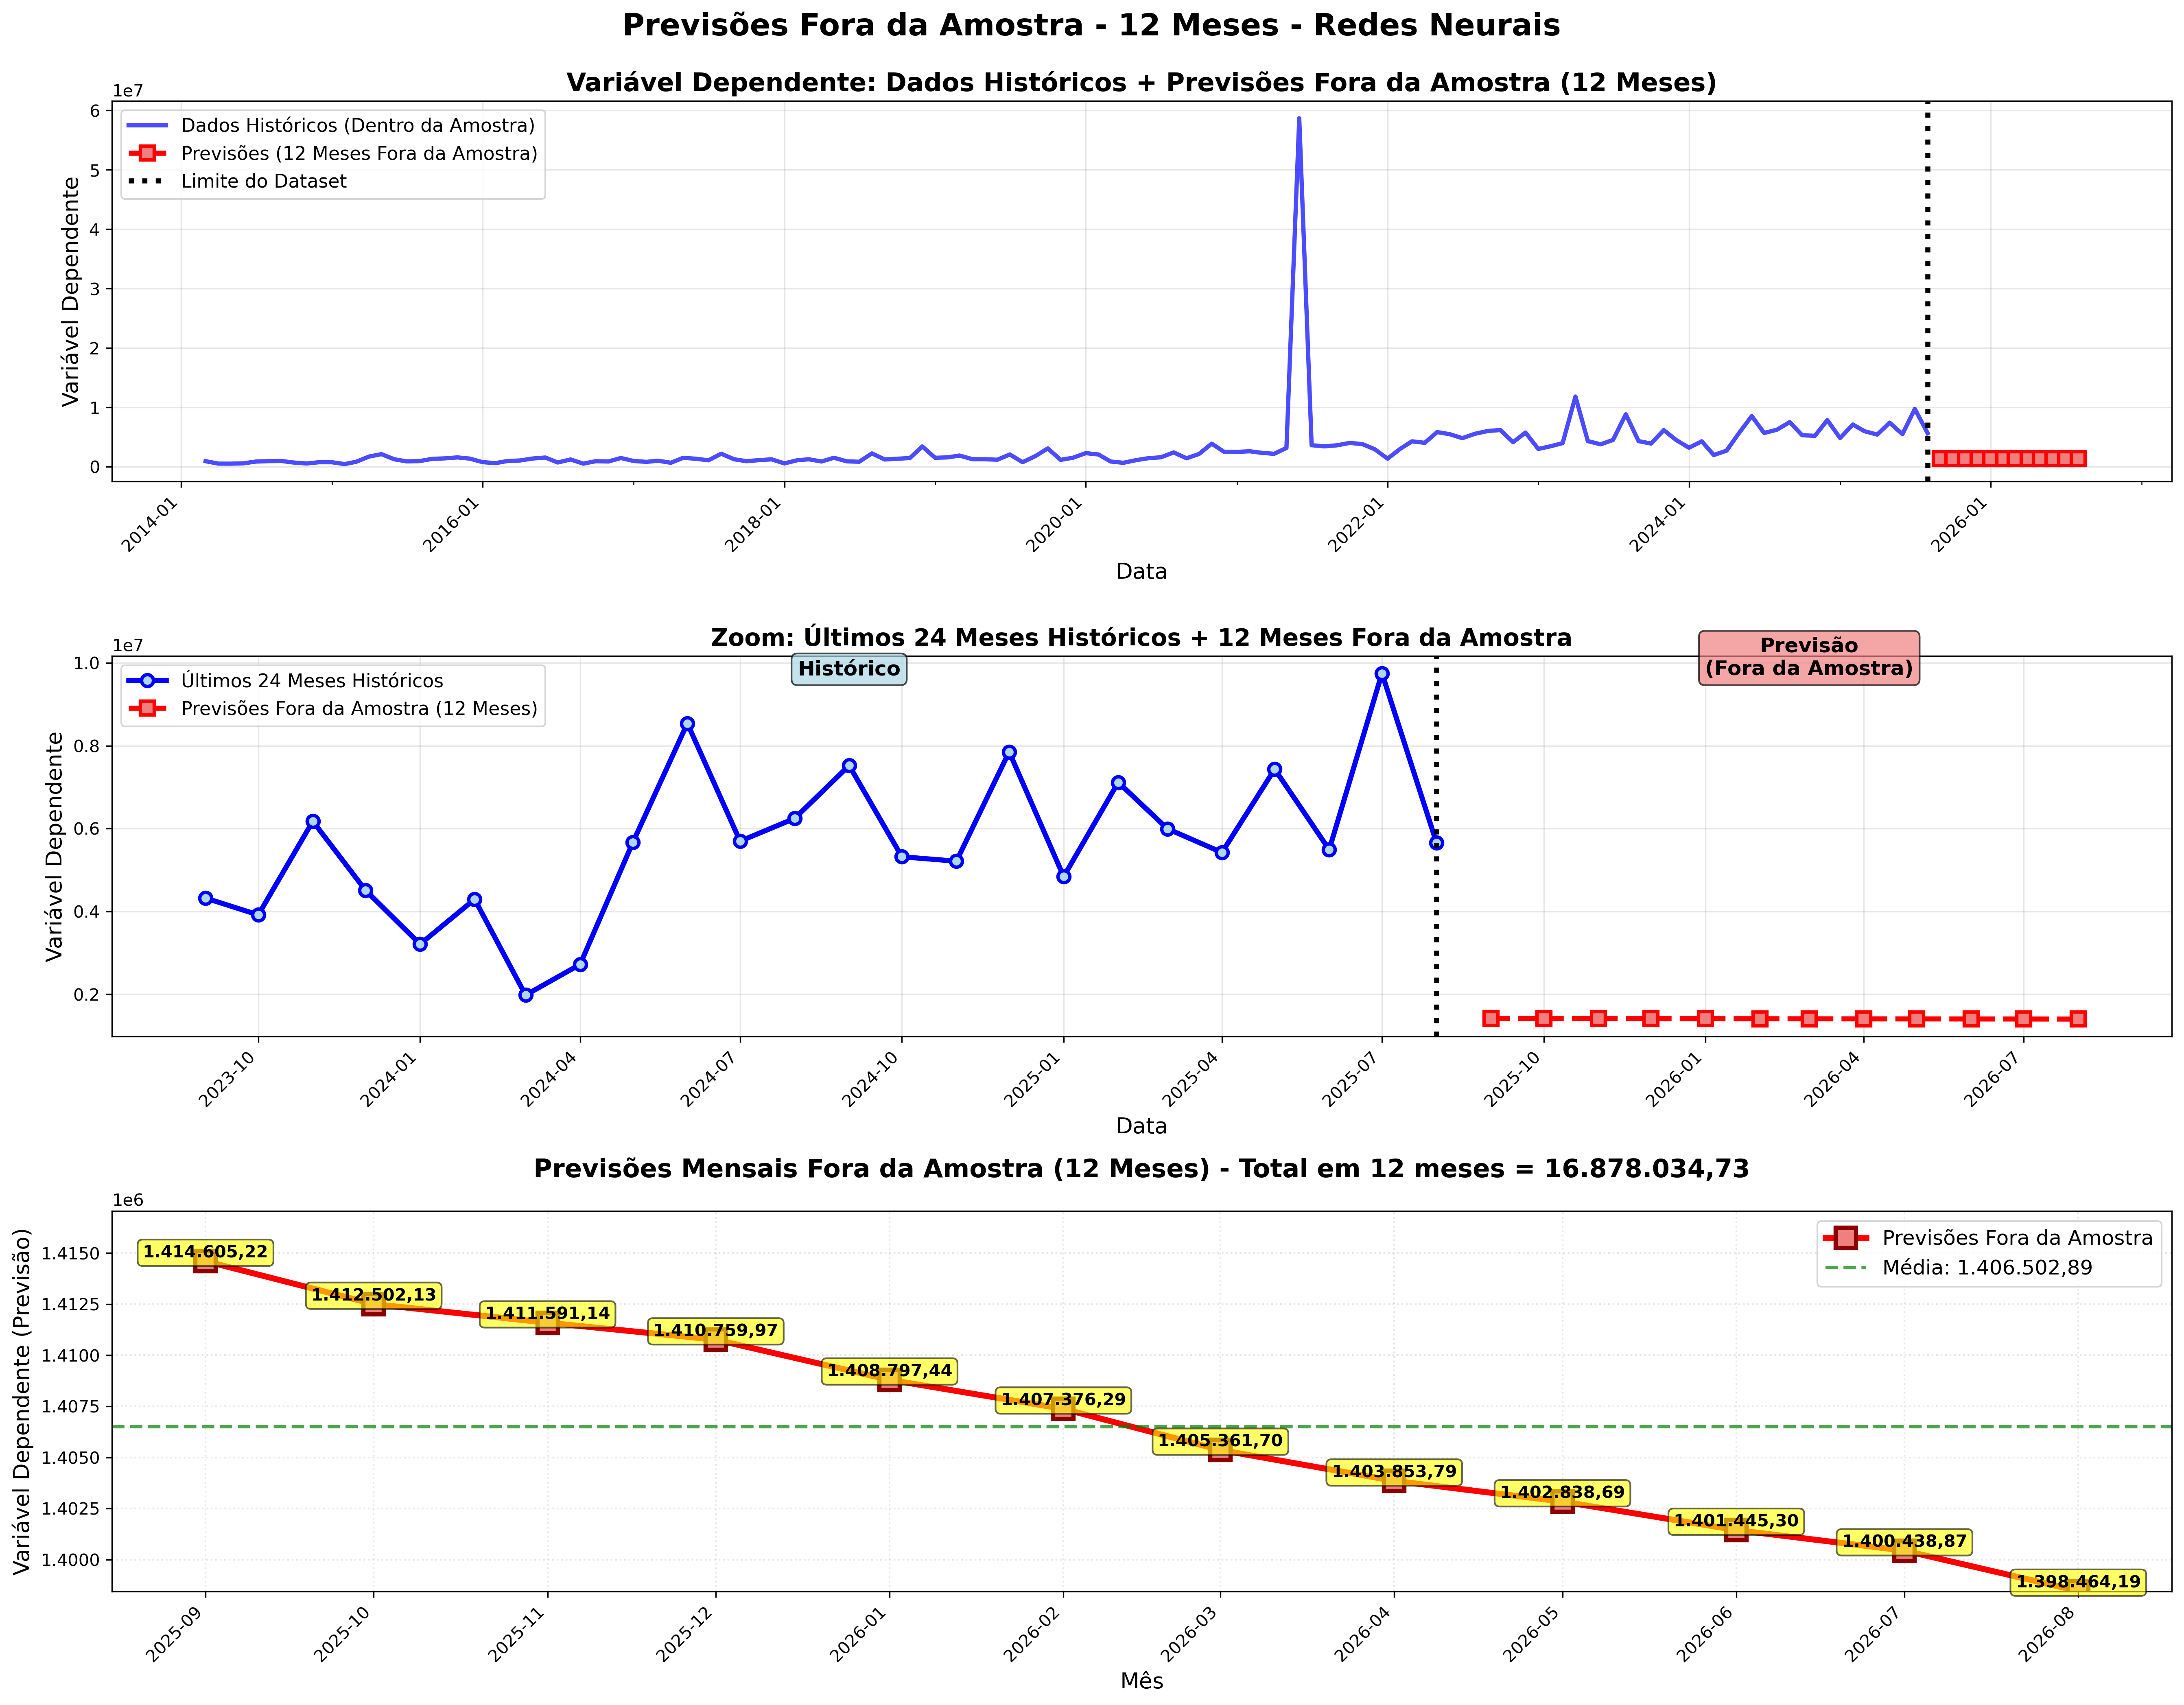 Previsões Fora da Amostra - 12 Meses - Redes Neurais
Variável Dependente: Dados Históricos + Previsões Fora da Amostra (12 Meses)
1e7
Dados Históricos (Dentro da Amostra)
Previsões (12 Meses Fora da Amostra)
Limite do Dataset
Variável Dependente
6
5
4
3
2
1
0
2014-01
2016-01
2018-01
2020-01
2022-01
2024-01
2026-01
Data
Zoom: Últimos 24 Meses Históricos + 12 Meses Fora da Amostra
1e7
Últimos 24 Meses Históricos
Previsões Fora da Amostra (12 Meses)
Histórico
Previsão
(Fora da Amostra)
Variável Dependente
1.0
0.8
0.6
0.4
0.2
2023-10
2024-01
2024-04
2024-07
2024-10
2025-01
2025-04
2025-07
2025-10
2026-01
2026-04
2026-07
Data
Previsões Mensais Fora da Amostra (12 Meses) - Total em 12 meses = 16.878.034,73
1e6
Previsões Fora da Amostra
Média: 1.406.502,89
Variável Dependente (Previsão)
1.4150
1.4125
1.4100
1.4075
1.4050
1.4025
1.4000
1.414.605,22
1.412.502,13
1.411.591,14
1.410.759,97
1.408.797,44
1.407.376,29
1.405.361,70
1.403.853,79
1.402.838,69
1.401.445,30
1.400.438,87
1.398.464,19
2025-09
2025-10
2025-11
2025-12
2026-01
2026-02
2026-03
2026-04
2026-05
2026-06
2026-07
2026-08
Mês